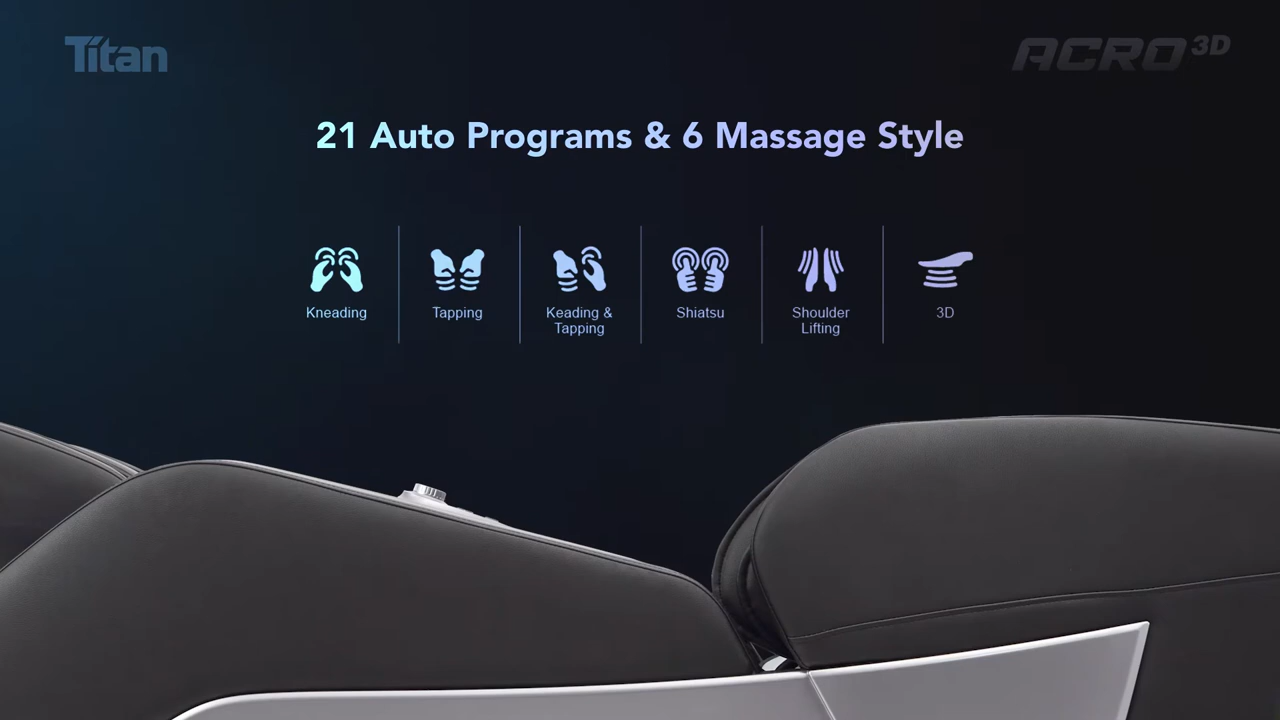 Titan
ACRO 3D
21 Auto Programs & 6 Massage Style
Kneading
Tapping
Keading &
Tapping
Shiatsu
Shoulder
Lifting
3D